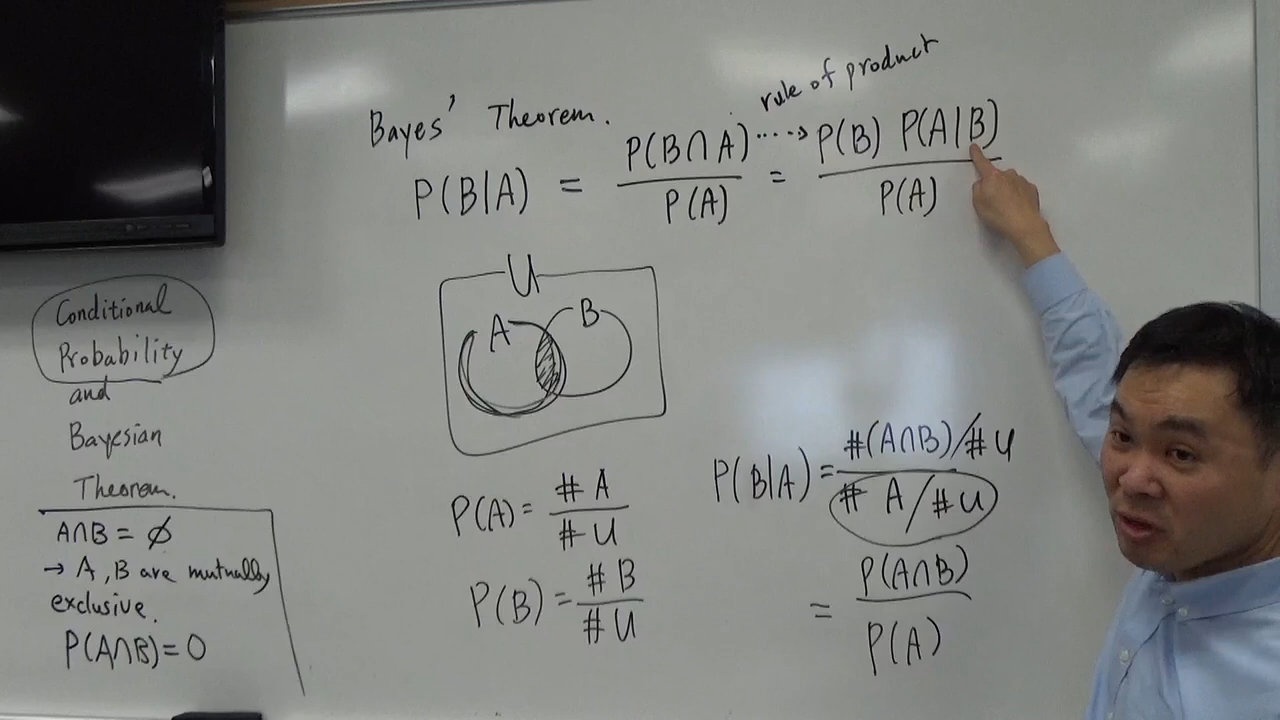 rule of product
Bayes' Theorem.
P(B|A) = P(B∩A) / P(A) ····> = P(B) P(A|B) / P(A)
Conditional
Probability
and
Bayesian
Theorem.
A∩B = ∅
→ A, B are mutually
exclusive.
P(A∩B) = 0
U
A B
P(A) = # A / # U
P(B) = # B / # U
P(B|A) = #(A∩B)/# U / # A/# U
= P(A∩B) / P(A)